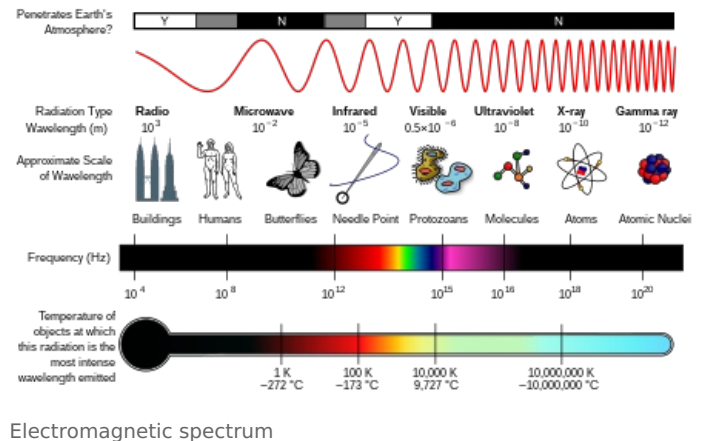 Penetrates Earth's
Atmosphere?
Y N Y N
Radiation Type
Radio Microwave Infrared Visible Ultraviolet X-ray Gamma ray
Wavelength (m)
10³ 10⁻² 10⁻⁵ 0.5×10⁻⁶ 10⁻⁸ 10⁻¹⁰ 10⁻¹²
Approximate Scale
of Wavelength
Buildings Humans Butterflies Needle Point Protozoans Molecules Atoms Atomic Nuclei
Frequency (Hz)
10⁴ 10⁸ 10¹² 10¹⁵ 10¹⁶ 10¹⁸ 10²⁰
Temperature of
objects at which
this radiation is the
most intense
wavelength emitted
1 K 100 K 10,000 K 10,000,000 K
−272 °C −173 °C 9,727 °C ~10,000,000 °C
Electromagnetic spectrum